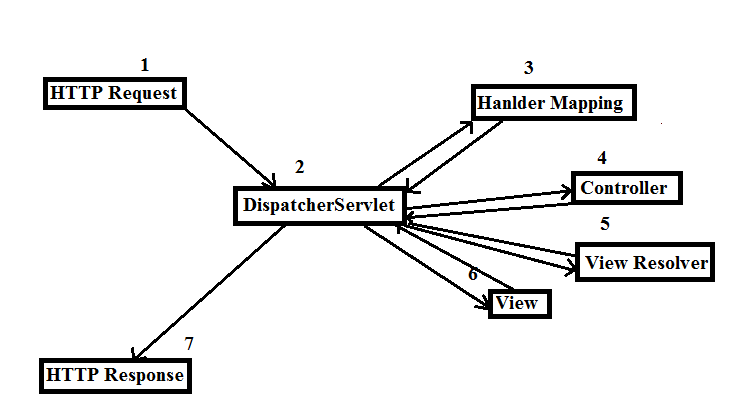 1
HTTP Request
3
Hanlder Mapping
2
DispatcherServlet
4
Controller
5
View Resolver
6
View
7
HTTP Response